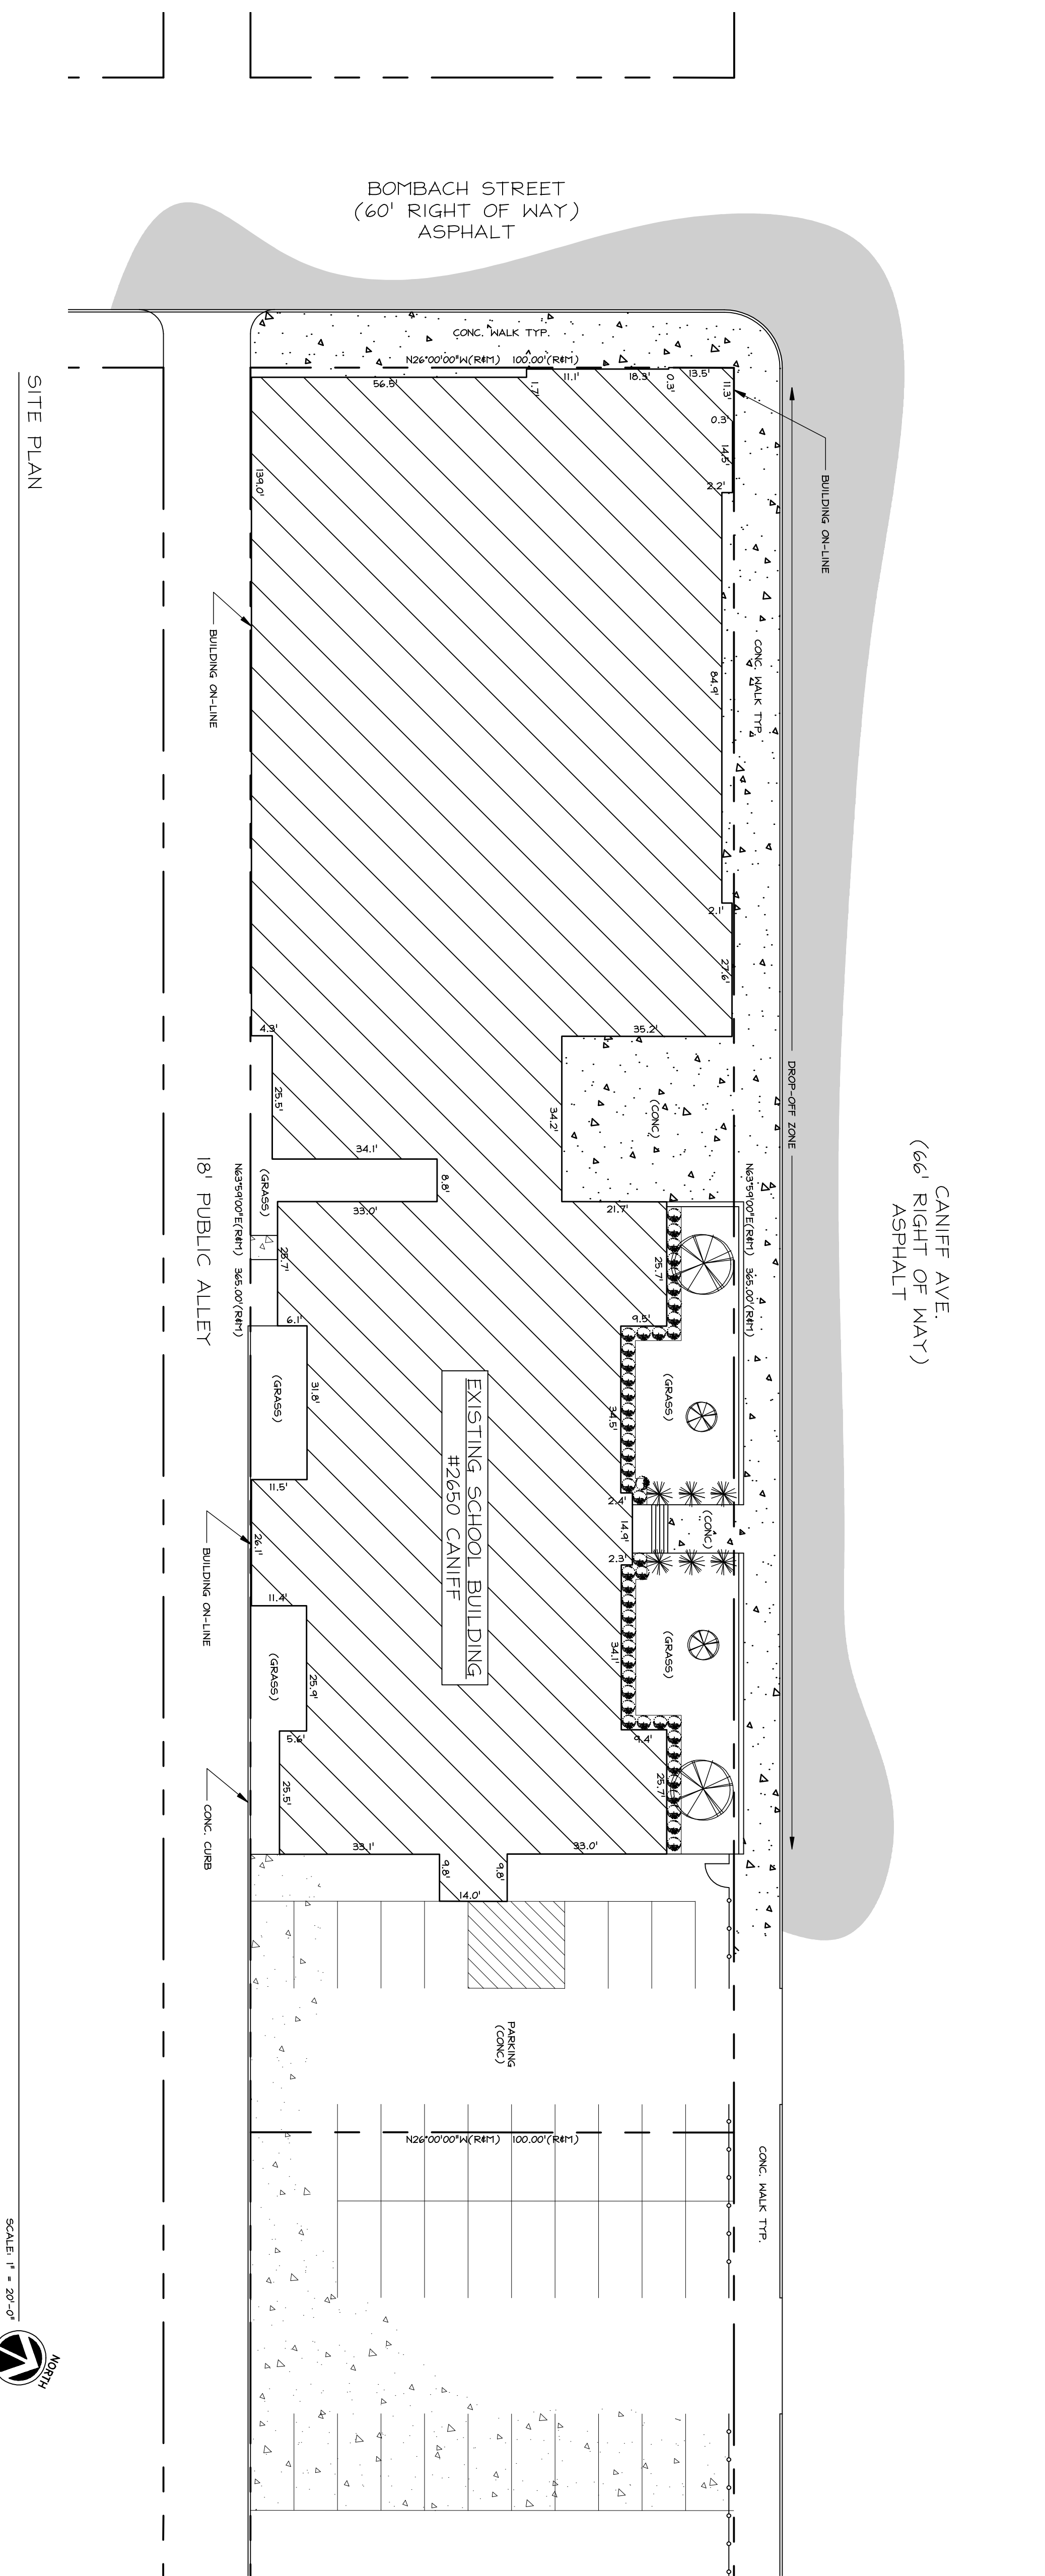 BOMBACH STREET
(60' RIGHT OF WAY)
ASPHALT
CONC. WALK TYP.
N26°00'00"W(R&M) 100.00'(R&M)
56.5'
1.7'
11.1'
18.3'
0.3'
13.5'
11.3'
0.3'
14.5'
2.2'
139.0'
BUILDING ON-LINE
BUILDING ON-LINE
CONC. WALK TYP.
84.9'
2.1'
27.6'
35.2'
4.3'
25.5'
34.1'
8.8'
34.2'
(CONC)
DROP-OFF ZONE
CANIFF AVE.
(66' RIGHT OF WAY)
ASPHALT
N63°59'00"E(R&M) 365.00'(R&M)
N63°59'00"E(R&M) 365.00'(R&M)
18' PUBLIC ALLEY
(GRASS)
33.0'
21.7'
25.7'
25.7'
6.1'
9.5'
(GRASS)
31.8'
34.5'
(GRASS)
EXISTING SCHOOL BUILDING
#2650 CANIFF
11.5'
2.4'
14.9'
(CONC)
26.1'
2.3'
BUILDING ON-LINE
11.4'
(GRASS)
25.9'
34.1'
(GRASS)
5.6'
9.4'
25.5'
25.7'
CONC. CURB
33.1'
33.0'
9.8'
9.8'
14.0'
PARKING
(CONC)
N26°00'00"W(R&M) 100.00'(R&M)
CONC. WALK TYP.
SITE PLAN
SCALE: 1" = 20'-0"
NORTH